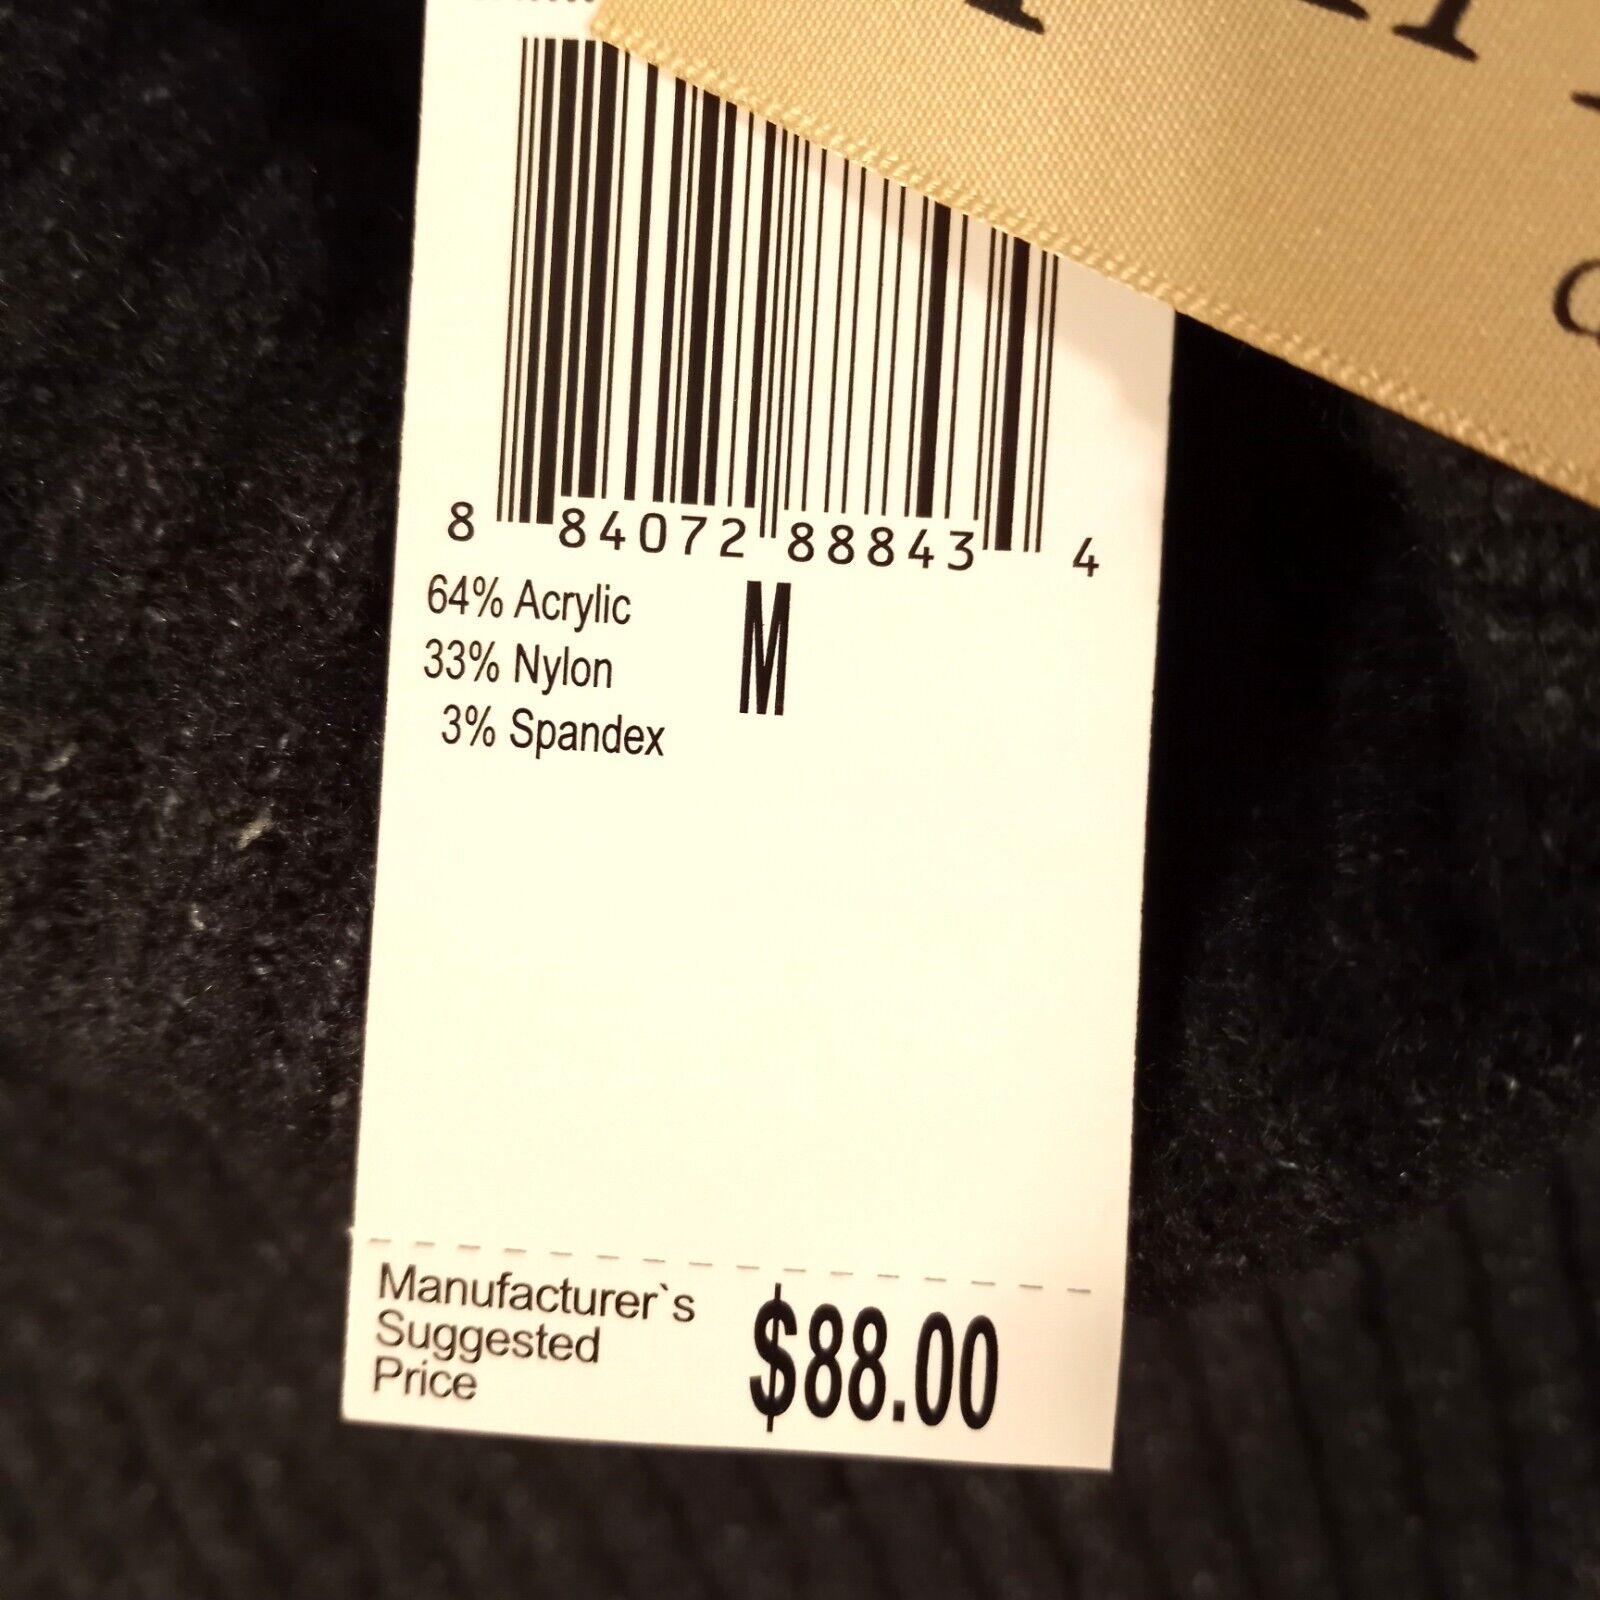 8 84072 88843 4
64% Acrylic M
33% Nylon
3% Spandex
Manufacturer`s
Suggested
Price
$88.00